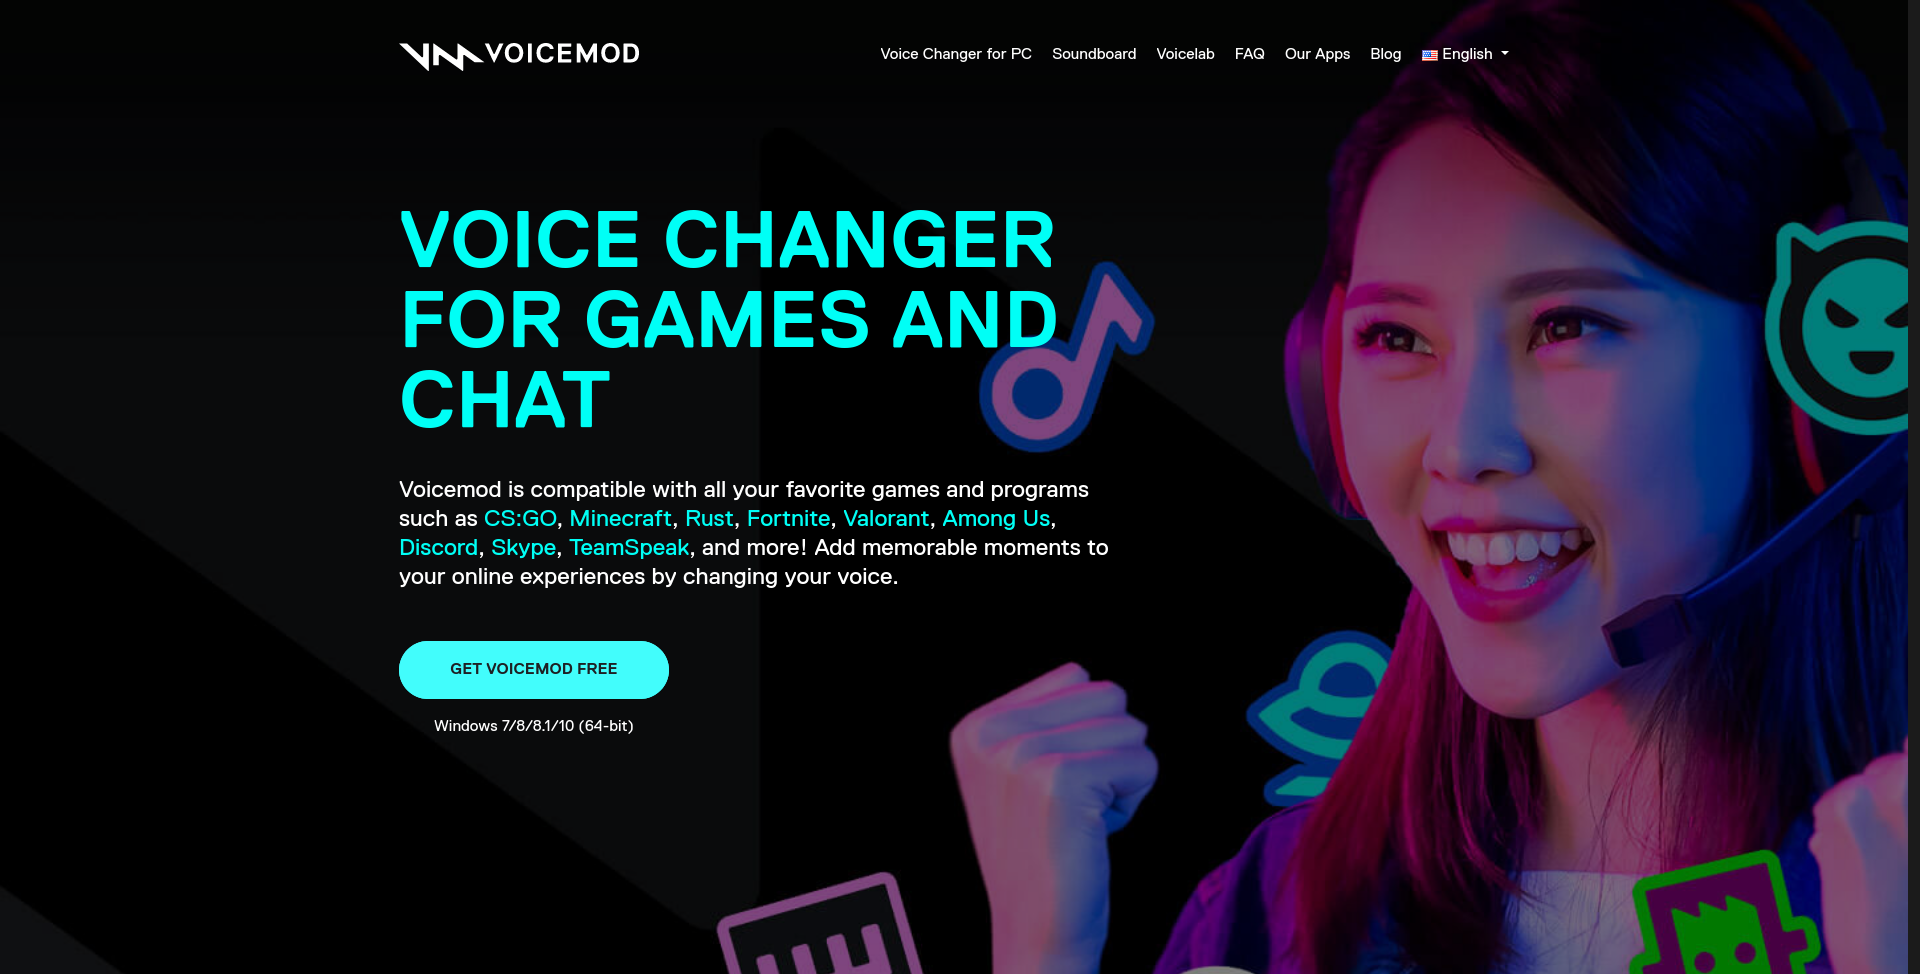 VOICEMOD
Voice Changer for PC Soundboard Voicelab FAQ Our Apps Blog English
VOICE CHANGER
FOR GAMES AND
CHAT
Voicemod is compatible with all your favorite games and programs
such as CS:GO, Minecraft, Rust, Fortnite, Valorant, Among Us,
Discord, Skype, TeamSpeak, and more! Add memorable moments to
your online experiences by changing your voice.
GET VOICEMOD FREE
Windows 7/8/8.1/10 (64-bit)